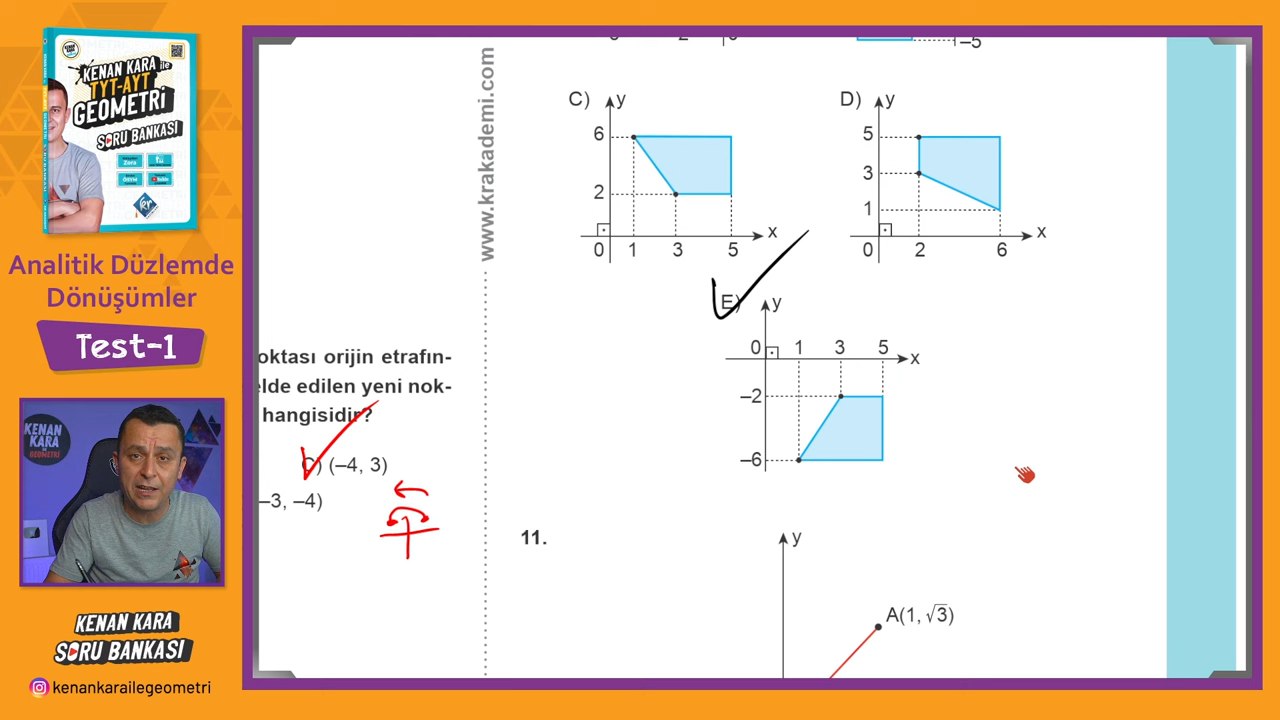 KENAN KARA ile
TYT-AYT
GEOMETRİ
SORU BANKASI
Analitik Düzlemde
Dönüşümler
Test-1
KENAN
KARA
GEOMETRİ
KENAN KARA
SORU BANKASI
kenankarailegeometri
oktası orijin etrafın-
elde edilen yeni nok-
hangisidir?
C) (–4, 3)
–3, –4)
www.krakademi.com
–5
C) y
6
2
0 1 3 5 x
D) y
5
3
1
0 2 6 x
E) y
0 1 3 5 x
–2
–6
11.
y
A(1, √3)